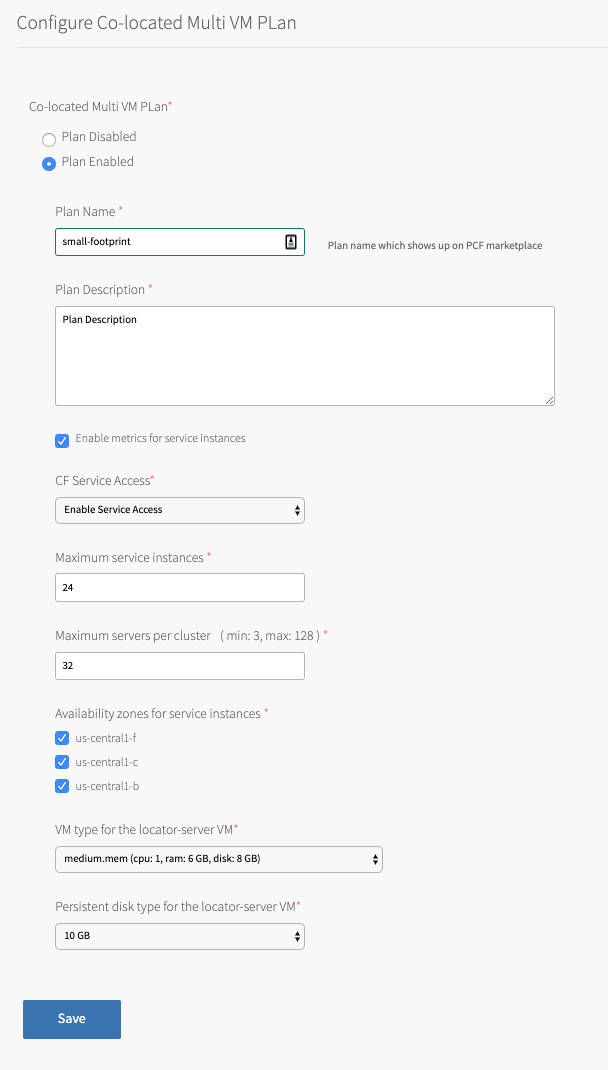 Configure Co-located Multi VM PLan
Co-located Multi VM PLan*
Plan Disabled
Plan Enabled
Plan Name *
small-footprint
Plan name which shows up on PCF marketplace
Plan Description *
Plan Description
Enable metrics for service instances
CF Service Access*
Enable Service Access
Maximum service instances *
24
Maximum servers per cluster ( min: 3, max: 128 ) *
32
Availability zones for service instances *
us-central1-f
us-central1-c
us-central1-b
VM type for the locator-server VM*
medium.mem (cpu: 1, ram: 6 GB, disk: 8 GB)
Persistent disk type for the locator-server VM*
10 GB
Save